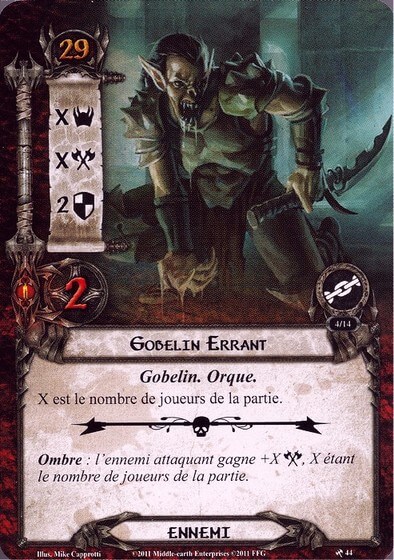 29
X
X
2
2
4/14
GOBELIN ERRANT
Gobelin. Orque.
X est le nombre de joueurs de la partie.
Ombre : l'ennemi attaquant gagne +X , X étant
le nombre de joueurs de la partie.
ENNEMI
Illus. Mike Capprotti
©2011 Middle-earth Enterprises ©2011 FFG
44